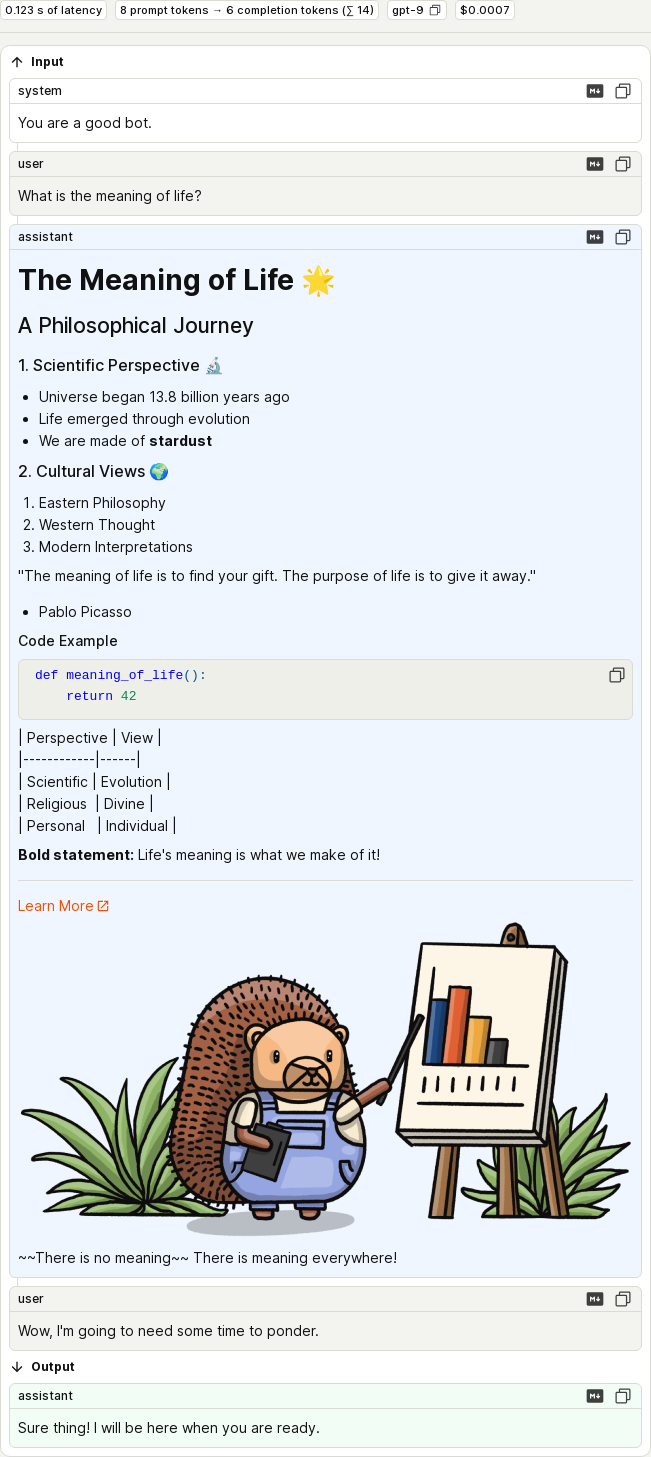 0.123 s of latency 8 prompt tokens → 6 completion tokens (∑ 14) gpt-9 $0.0007
Input
system
M↓
You are a good bot.
user
M↓
What is the meaning of life?
assistant
M↓
The Meaning of Life 🌟
A Philosophical Journey
1. Scientific Perspective 🔬
• Universe began 13.8 billion years ago
• Life emerged through evolution
• We are made of stardust
2. Cultural Views 🌍
1. Eastern Philosophy
2. Western Thought
3. Modern Interpretations
"The meaning of life is to find your gift. The purpose of life is to give it away."
• Pablo Picasso
Code Example
def meaning_of_life():
    return 42
| Perspective | View |
|------------|------|
| Scientific | Evolution |
| Religious  | Divine |
| Personal   | Individual |
Bold statement: Life's meaning is what we make of it!
Learn More
~~There is no meaning~~ There is meaning everywhere!
user
M↓
Wow, I'm going to need some time to ponder.
Output
assistant
M↓
Sure thing! I will be here when you are ready.